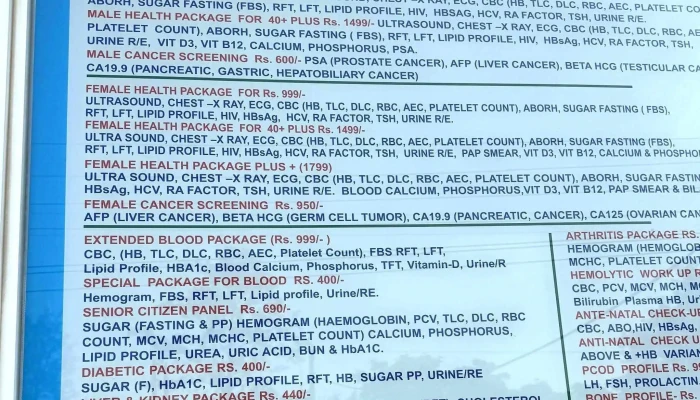 ABORH, SUGAR FASTING (FBS), RFT, LFT, LIPID PROFILE, HIV, HBSAG, HCV, RA FACTOR, TSH, URINE R/E.
MALE HEALTH PACKAGE FOR 40+ PLUS Rs. 1499/- ULTRASOUND, CHEST –X RAY, ECG, CBC (HB, TLC, DLC, RBC, AEC,
PLATELET COUNT), ABORH, SUGAR FASTING ( FBS), RFT, LFT, LIPID PROFILE, HIV, HBsAg, HCV, RA FACTOR, TSH,
URINE R/E, VIT D3, VIT B12, CALCIUM, PHOSPHORUS, PSA.
MALE CANCER SCREENING Rs. 600/- PSA (PROSTATE CANCER), AFP (LIVER CANCER), BETA HCG (TESTICULAR
CA19.9 (PANCREATIC, GASTRIC, HEPATOBILIARY CANCER)
FEMALE HEALTH PACKAGE FOR Rs. 999/-
ULTRASOUND, CHEST –X RAY, ECG, CBC (HB, TLC, DLC, RBC, AEC, PLATELET COUNT), ABORH, SUGAR FASTING ( FBS),
RFT, LFT, LIPID PROFILE, HIV, HBsAg, HCV, RA FACTOR, TSH, URINE R/E.
FEMALE HEALTH PACKAGE FOR 40+ PLUS Rs. 1499/-
ULTRA SOUND, CHEST –X RAY, ECG, CBC (HB, TLC, DLC, RBC, AEC, PLATELET COUNT), ABORH, SUGAR FASTING (FBS),
RFT, LFT, LIPID PROFILE, HIV, HBsAg, HCV, RA FACTOR, TSH, URINE R/E, PAP SMEAR, VIT D3, VIT B12, CALCIUM &
FEMALE HEALTH PACKAGE PLUS + (1799)
ULTRA SOUND, CHEST –X RAY, ECG, CBC (HB, TLC, DLC, RBC, AEC, PLATELET COUNT), ABORH, SUGAR
HBsAg, HCV, RA FACTOR, TSH, URINE R/E. BLOOD CALCIUM, PHOSPHORUS,VIT D3, VIT B12, PAP SMEAR &
FEMALE CANCER SCREENING Rs. 950/-
AFP (LIVER CANCER), BETA HCG (GERM CELL TUMOR), CA19.9 (PANCREATIC, CANCER), CA125 (OVARIAN
EXTENDED BLOOD PACKAGE (Rs. 999/- )
CBC, (HB, TLC, DLC, RBC, AEC, Platelet Count), FBS RFT, LFT,
Lipid Profile, HBA1c, Blood Calcium, Phosphorus, TFT, Vitamin-D, Urine/R
SPECIAL PACKAGE FOR BLOOD RS. 400/-
Hemogram, FBS, RFT, LFT, Lipid profile, Urine/RE.
SENIOR CITIZEN PANEL Rs. 690/-
SUGAR (FASTING & PP) HEMOGRAM (HAEMOGLOBIN, PCV, TLC, DLC, RBC
COUNT, MCV, MCH, MCHC, PLATELET COUNT) CALCIUM, PHOSPHORUS,
LIPID PROFILE, UREA, URIC ACID, BUN & HbA1C.
DIABETIC PACKAGE RS. 400/-
SUGAR (F), HbA1C, LIPID PROFILE, RFT, HB, SUGAR PP, URINE/RE
LIVER & KIDNEY PACKAGE Rs. 440/-
ARTHRITIS PACKAGE RS.
HEMOGRAM
MCHC, PLATELET
HEMOLYTIC WORK UP
CBC, PCV, MCV, MCH,
Bilirubin Plasma HB,
ANTE-NATAL
CBC, ABO,HIV, HBsAg,
ANTI-NATAL CHECK
ABOVE & +HB
PCOD PROFILE Rs.
LH, FSH,
BONE PROFILE-